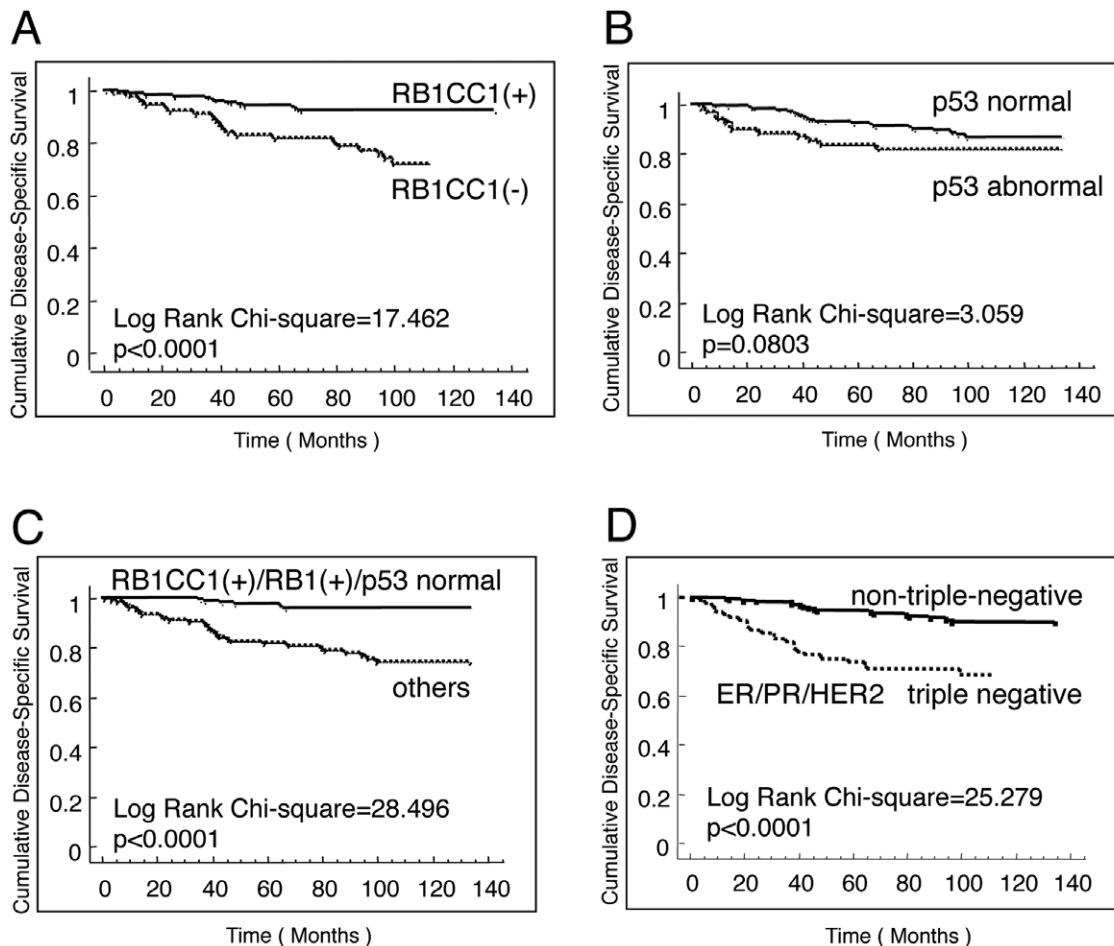 A
Cumulative Disease-Specific Survival
1
0.8
0.6
0.4
0.2
0
RB1CC1(+)
RB1CC1(-)
Log Rank Chi-square=17.462
p<0.0001
0 20 40 60 80 100 120 140
Time ( Months )
B
Cumulative Disease-Specific Survival
1
0.8
0.6
0.4
0.2
0
p53 normal
p53 abnormal
Log Rank Chi-square=3.059
p=0.0803
0 20 40 60 80 100 120 140
Time ( Months )
C
Cumulative Disease-Specific Survival
1
0.8
0.6
0.4
0.2
0
RB1CC1(+)/RB1(+)/p53 normal
others
Log Rank Chi-square=28.496
p<0.0001
0 20 40 60 80 100 120 140
Time ( Months )
D
Cumulative Disease-Specific Survival
1
0.8
0.6
0.4
0.2
0
non-triple-negative
ER/PR/HER2 triple negative
Log Rank Chi-square=25.279
p<0.0001
0 20 40 60 80 100 120 140
Time ( Months )